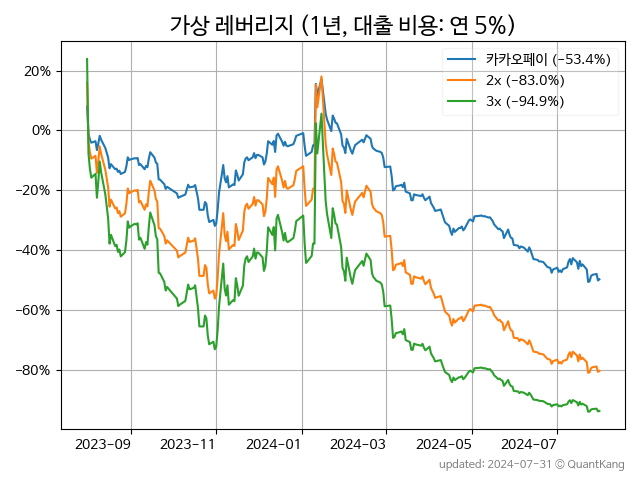 가상 레버리지 (1년, 대출 비용: 연 5%)
카카오페이 (−53.4%)
2x (−83.0%)
3x (−94.9%)
20%
0%
−20%
−40%
−60%
−80%
2023-09
2023-11
2024-01
2024-03
2024-05
2024-07
updated: 2024-07-31 © QuantKang